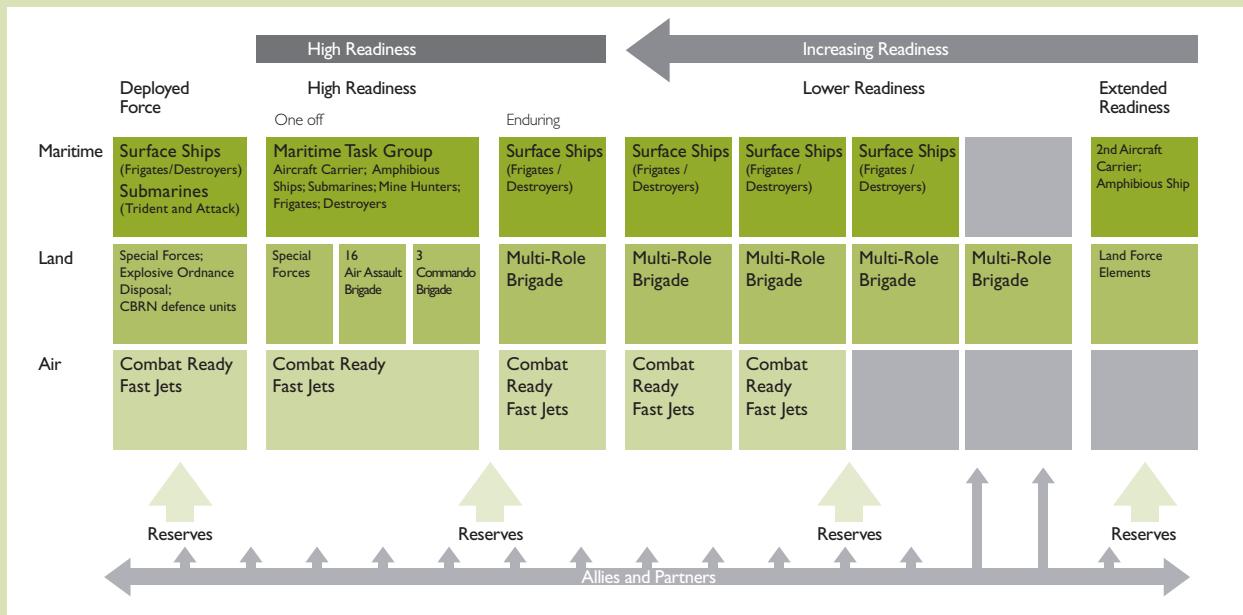 High Readiness
Increasing Readiness
Deployed
Force
High Readiness
Lower Readiness
Extended
Readiness
One off
Enduring
Maritime
Surface Ships
(Frigates/Destroyers)
Submarines
(Trident and Attack)
Maritime Task Group
Aircraft Carrier; Amphibious
Ships; Submarines; Mine Hunters;
Frigates; Destroyers
Surface Ships
(Frigates /
Destroyers)
Surface Ships
(Frigates /
Destroyers)
Surface Ships
(Frigates /
Destroyers)
Surface Ships
(Frigates /
Destroyers)
2nd Aircraft
Carrier;
Amphibious Ship
Land
Special Forces;
Explosive Ordnance
Disposal;
CBRN defence units
Special
Forces
16
Air Assault
Brigade
3
Commando
Brigade
Multi-Role
Brigade
Multi-Role
Brigade
Multi-Role
Brigade
Multi-Role
Brigade
Multi-Role
Brigade
Land Force
Elements
Air
Combat Ready
Fast Jets
Combat Ready
Fast Jets
Combat
Ready
Fast Jets
Combat
Ready
Fast Jets
Combat
Ready
Fast Jets
Reserves
Reserves
Reserves
Reserves
Allies and Partners